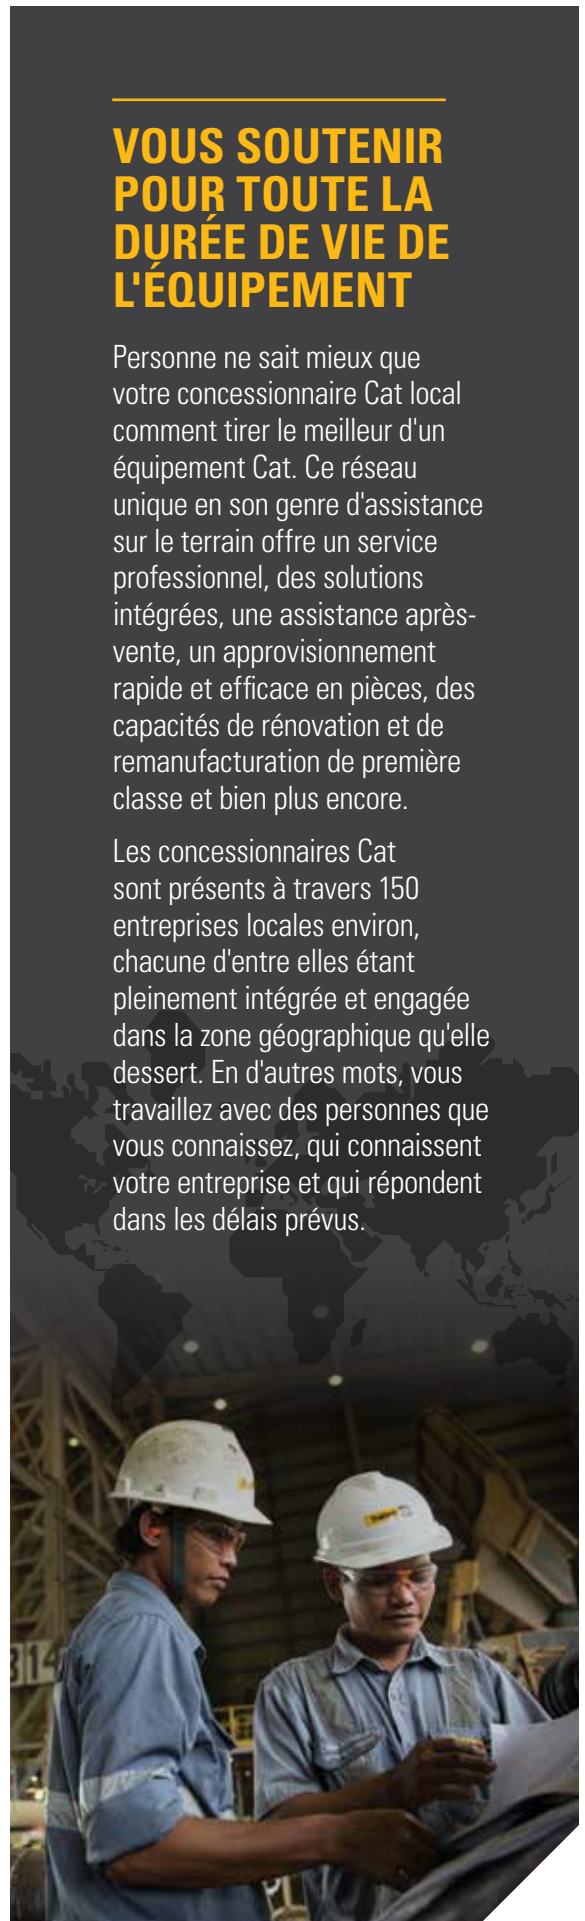 VOUS SOUTENIR
POUR TOUTE LA
DURÉE DE VIE DE
L'ÉQUIPEMENT
Personne ne sait mieux que
votre concessionnaire Cat local
comment tirer le meilleur d'un
équipement Cat. Ce réseau
unique en son genre d'assistance
sur le terrain offre un service
professionnel, des solutions
intégrées, une assistance après-
vente, un approvisionnement
rapide et efficace en pièces, des
capacités de rénovation et de
remanufacturation de première
classe et bien plus encore.
Les concessionnaires Cat
sont présents à travers 150
entreprises locales environ,
chacune d'entre elles étant
pleinement intégrée et engagée
dans la zone géographique qu'elle
dessert. En d'autres mots, vous
travaillez avec des personnes que
vous connaissez, qui connaissent
votre entreprise et qui répondent
dans les délais prévus.
314